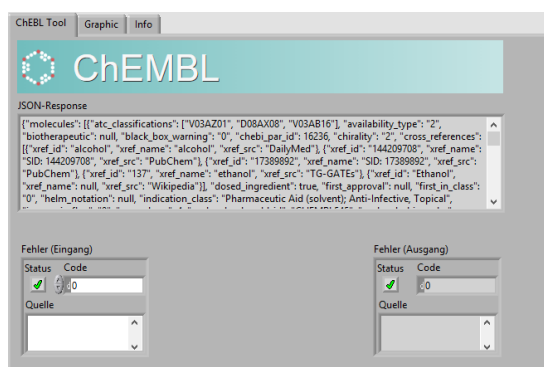 ChEBL Tool Graphic Info
ChEMBL
JSON-Response
{"molecules": [{"atc_classifications": ["V03AZ01", "D08AX08", "V03AB16"], "availability_type": "2",
"biotherapeutic": null, "black_box_warning": "0", "chebi_par_id": 16236, "chirality": "2", "cross_references":
[{"xref_id": "alcohol", "xref_name": "alcohol", "xref_src": "DailyMed"}, {"xref_id": "144209708", "xref_name":
"SID: 144209708", "xref_src": "PubChem"}, {"xref_id": "17389892", "xref_name": "SID: 17389892", "xref_src":
"PubChem"}, {"xref_id": "137", "xref_name": "ethanol", "xref_src": "TG-GATEs"}, {"xref_id": "Ethanol",
"xref_name": null, "xref_src": "Wikipedia"}], "dosed_ingredient": true, "first_approval": null, "first_in_class":
"0", "helm_notation": null, "indication_class": "Pharmaceutic Aid (solvent); Anti-Infective, Topical",
Fehler (Eingang) Fehler (Ausgang)
Status Code Status Code
0 0
Quelle Quelle